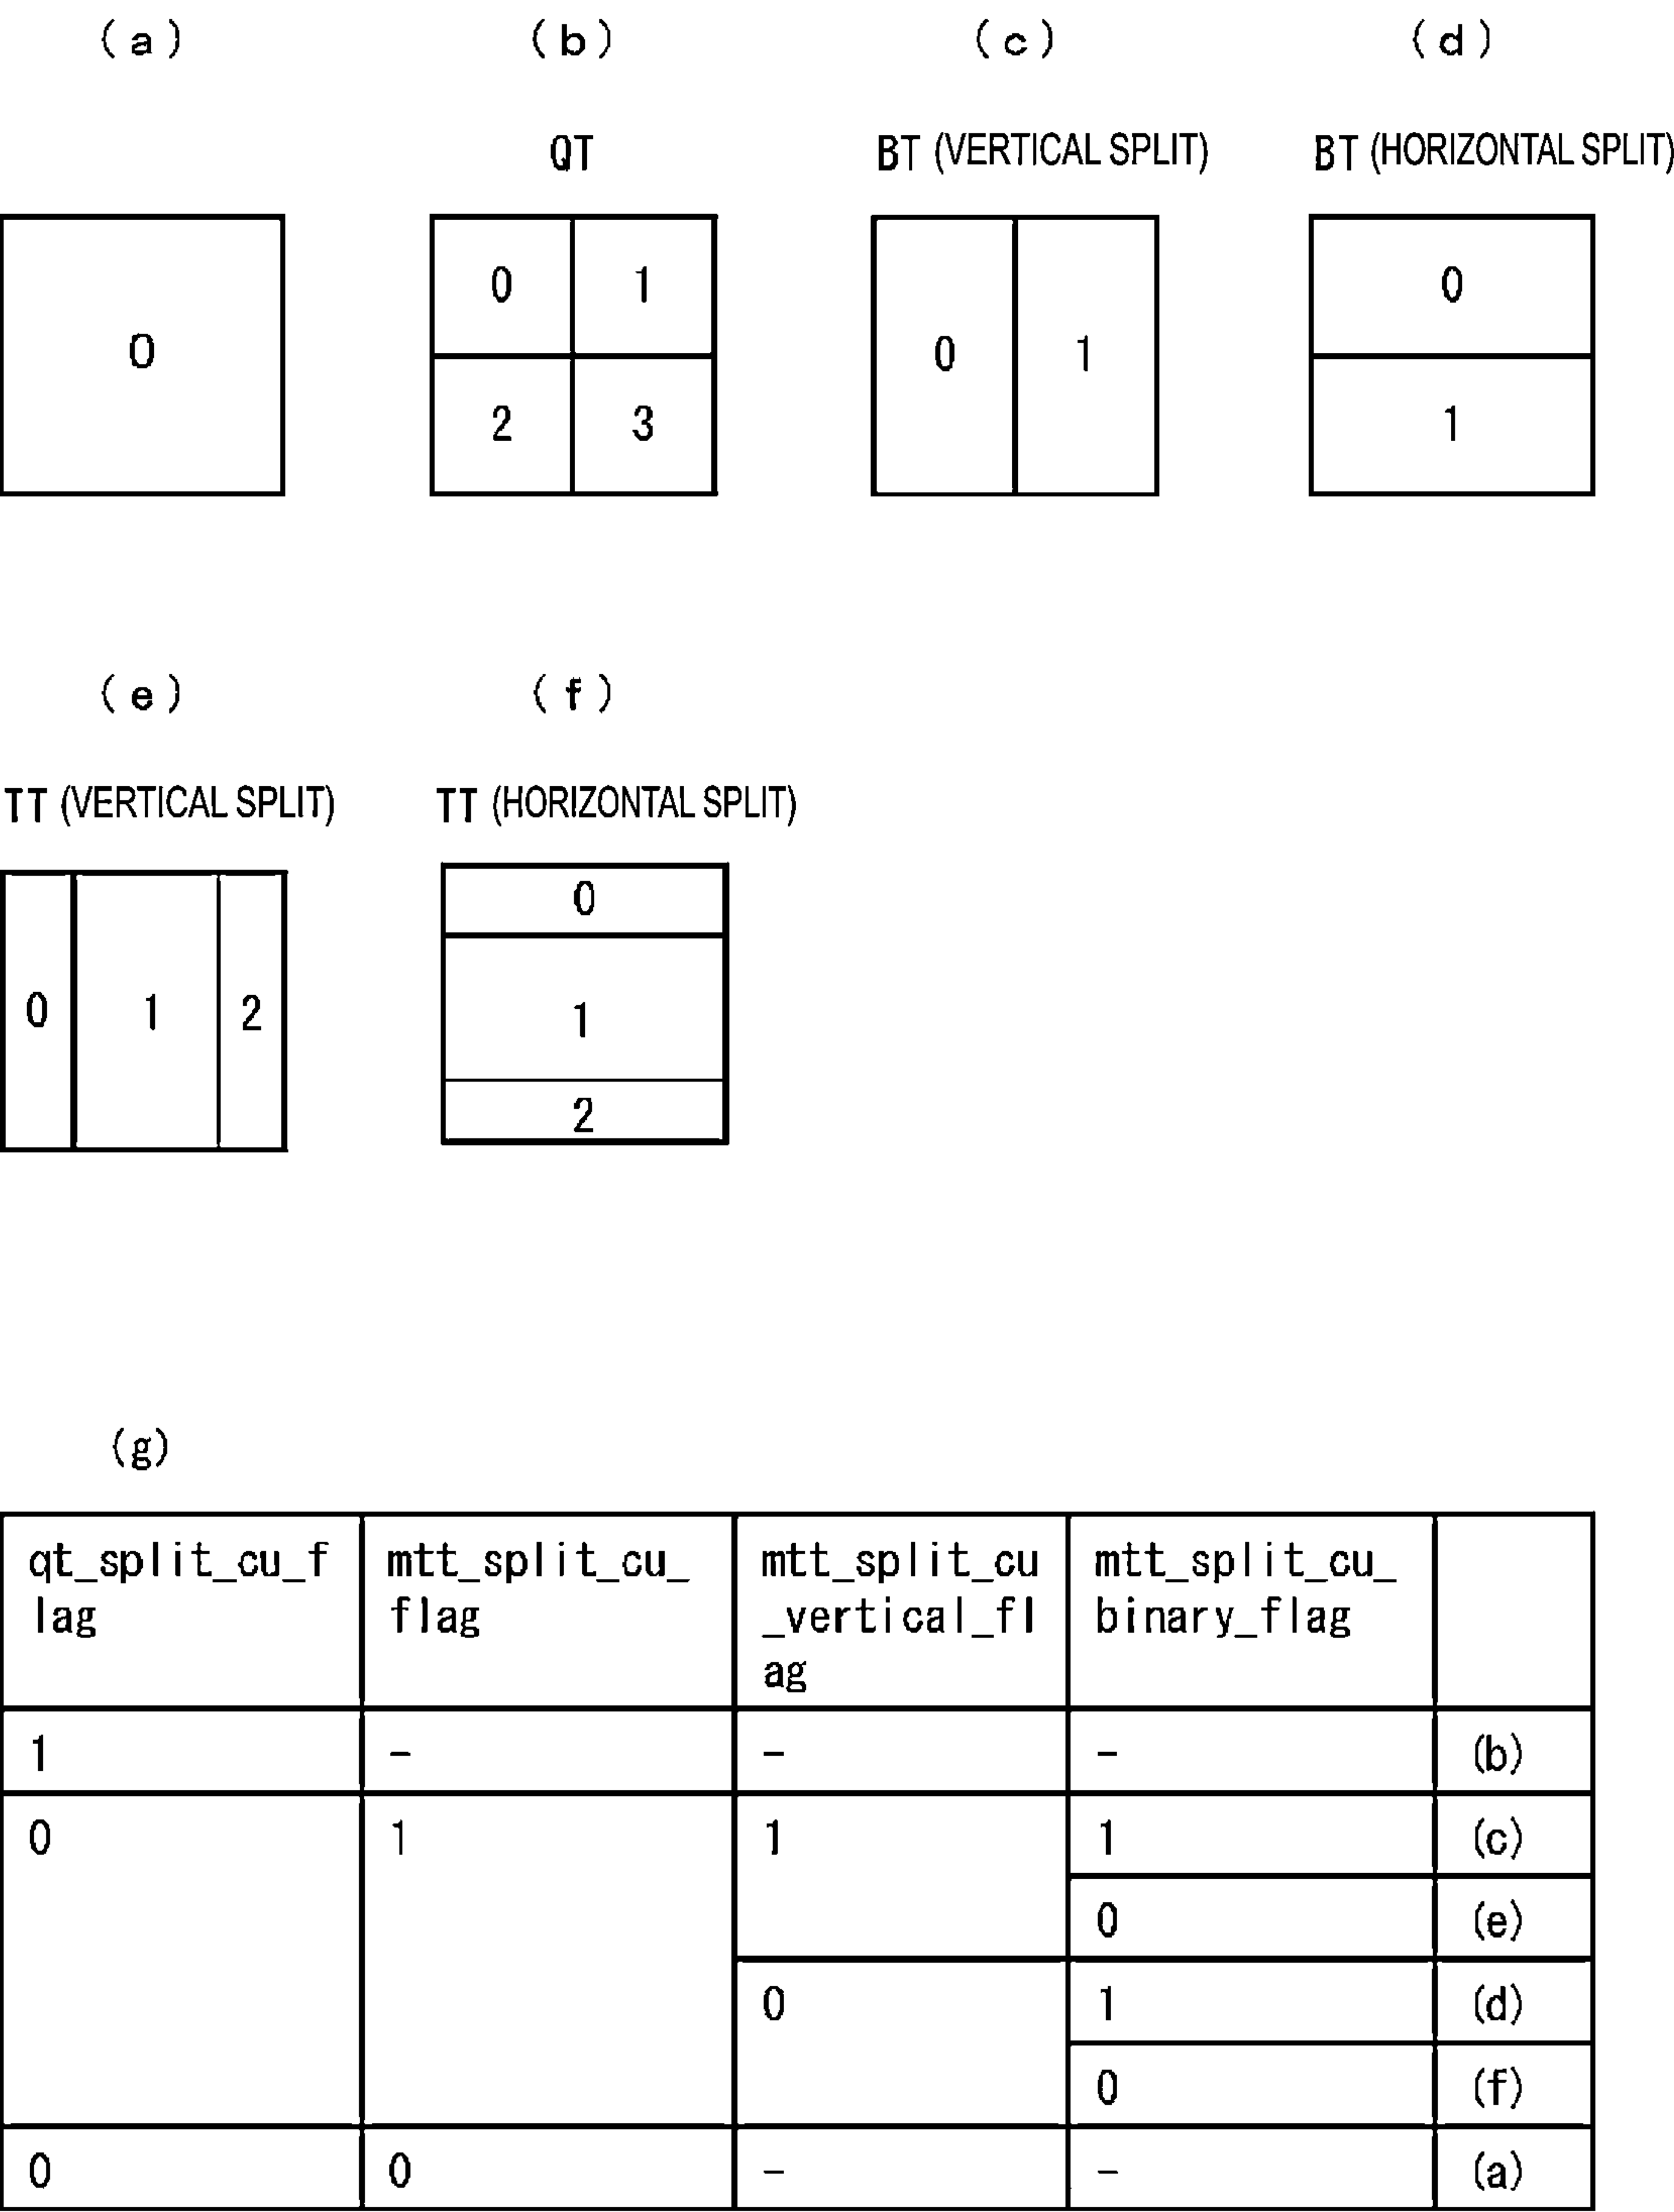 (a) (b) (c) (d)
QT BT (VERTICAL SPLIT) BT (HORIZONTAL SPLIT)
0 0 1 0 1 0
2 3 1
(e) (f)
TT (VERTICAL SPLIT) TT (HORIZONTAL SPLIT)
0 1 2 0
1
2
(g)
qt_split_cu_f mtt_split_cu_ mtt_split_cu mtt_split_cu_
lag flag _vertical_fl binary_flag
ag
1 - - - (b)
0 1 1 1 (c)
0 (e)
0 1 (d)
0 (f)
0 0 - - (a)